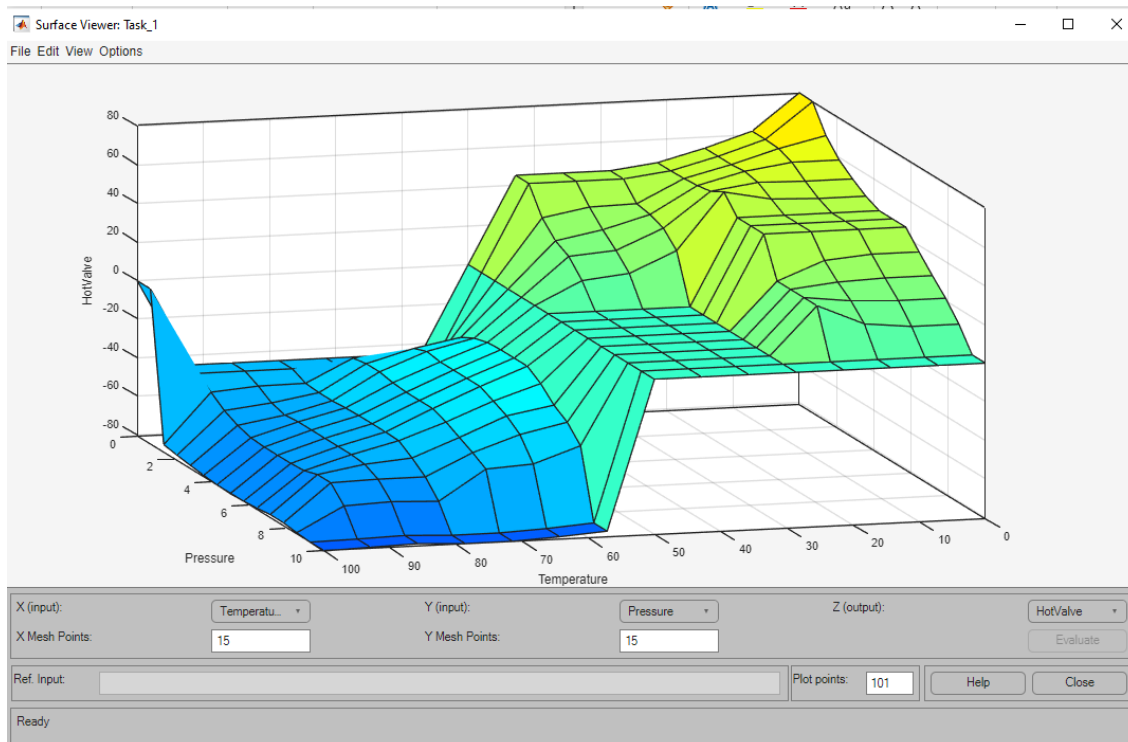 Surface Viewer: Task_1
File Edit View Options
80
60
40
20
0
-20
-40
-60
-80
HotValve
0
2
4
6
8
10
Pressure
100
90
80
70
60
50
40
30
20
10
0
Temperature
X (input): Temperatu... Y (input): Pressure Z (output): HotValve
X Mesh Points: 15 Y Mesh Points: 15 Evaluate
Ref. Input: Plot points: 101 Help Close
Ready